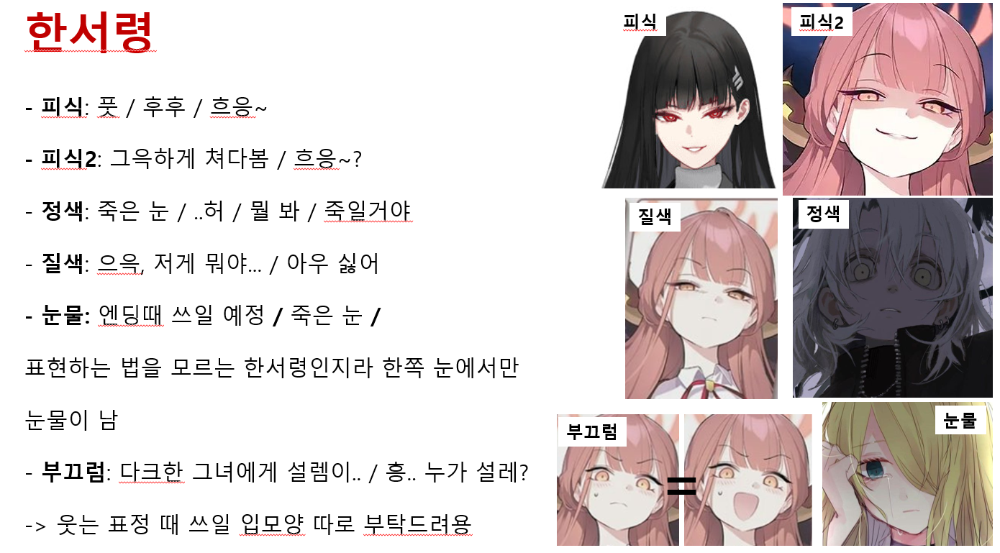 한서령
- 피식: 풋 / 후후 / 흐응~
- 피식2: 그윽하게 쳐다봄 / 흐응~?
- 정색: 죽은 눈 / ..허 / 뭘 봐 / 죽일거야
- 질색: 으윽, 저게 뭐야... / 아우 싫어
- 눈물: 엔딩때 쓰일 예정 / 죽은 눈 /
표현하는 법을 모르는 한서령인지라 한쪽 눈에서만
눈물이 남
- 부끄럼: 다크한 그녀에게 설렘이.. / 흥.. 누가 설레?
-> 웃는 표정 때 쓰일 입모양 따로 부탁드려용
피식
피식2
질색
정색
부끄럼
=
눈물